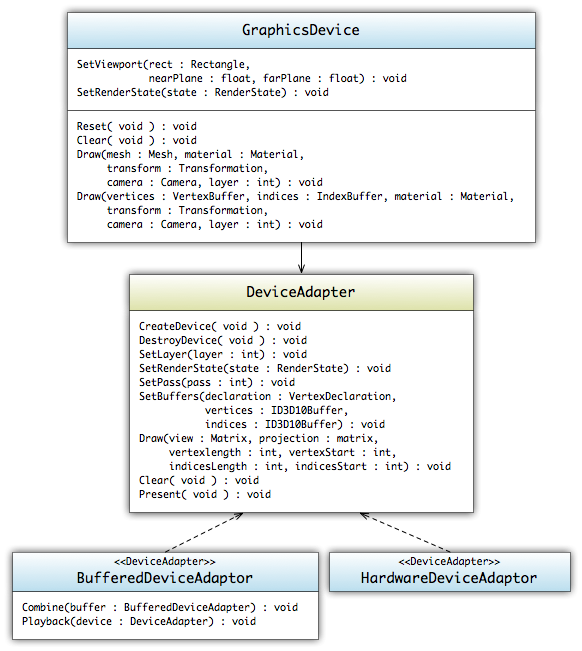 GraphicsDevice
SetViewport(rect : Rectangle,
nearPlane : float, farPlane : float) : void
SetRenderState(state : RenderState) : void
Reset( void ) : void
Clear( void ) : void
Draw(mesh : Mesh, material : Material,
transform : Transformation,
camera : Camera, layer : int) : void
Draw(vertices : VertexBuffer, indices : IndexBuffer, material : Material,
transform : Transformation,
camera : Camera, layer : int) : void
DeviceAdapter
CreateDevice( void ) : void
DestroyDevice( void ) : void
SetLayer(layer : int) : void
SetRenderState(state : RenderState) : void
SetPass(pass : int) : void
SetBuffers(declaration : VertexDeclaration,
vertices : ID3D10Buffer,
indices : ID3D10Buffer) : void
Draw(view : Matrix, projection : matrix,
vertexlength : int, vertexStart : int,
indicesLength : int, indicesStart : int) : void
Clear( void ) : void
Present( void ) : void
<<DeviceAdapter>>
BufferedDeviceAdaptor
Combine(buffer : BufferedDeviceAdapter) : void
Playback(device : DeviceAdapter) : void
<<DeviceAdapter>>
HardwareDeviceAdaptor